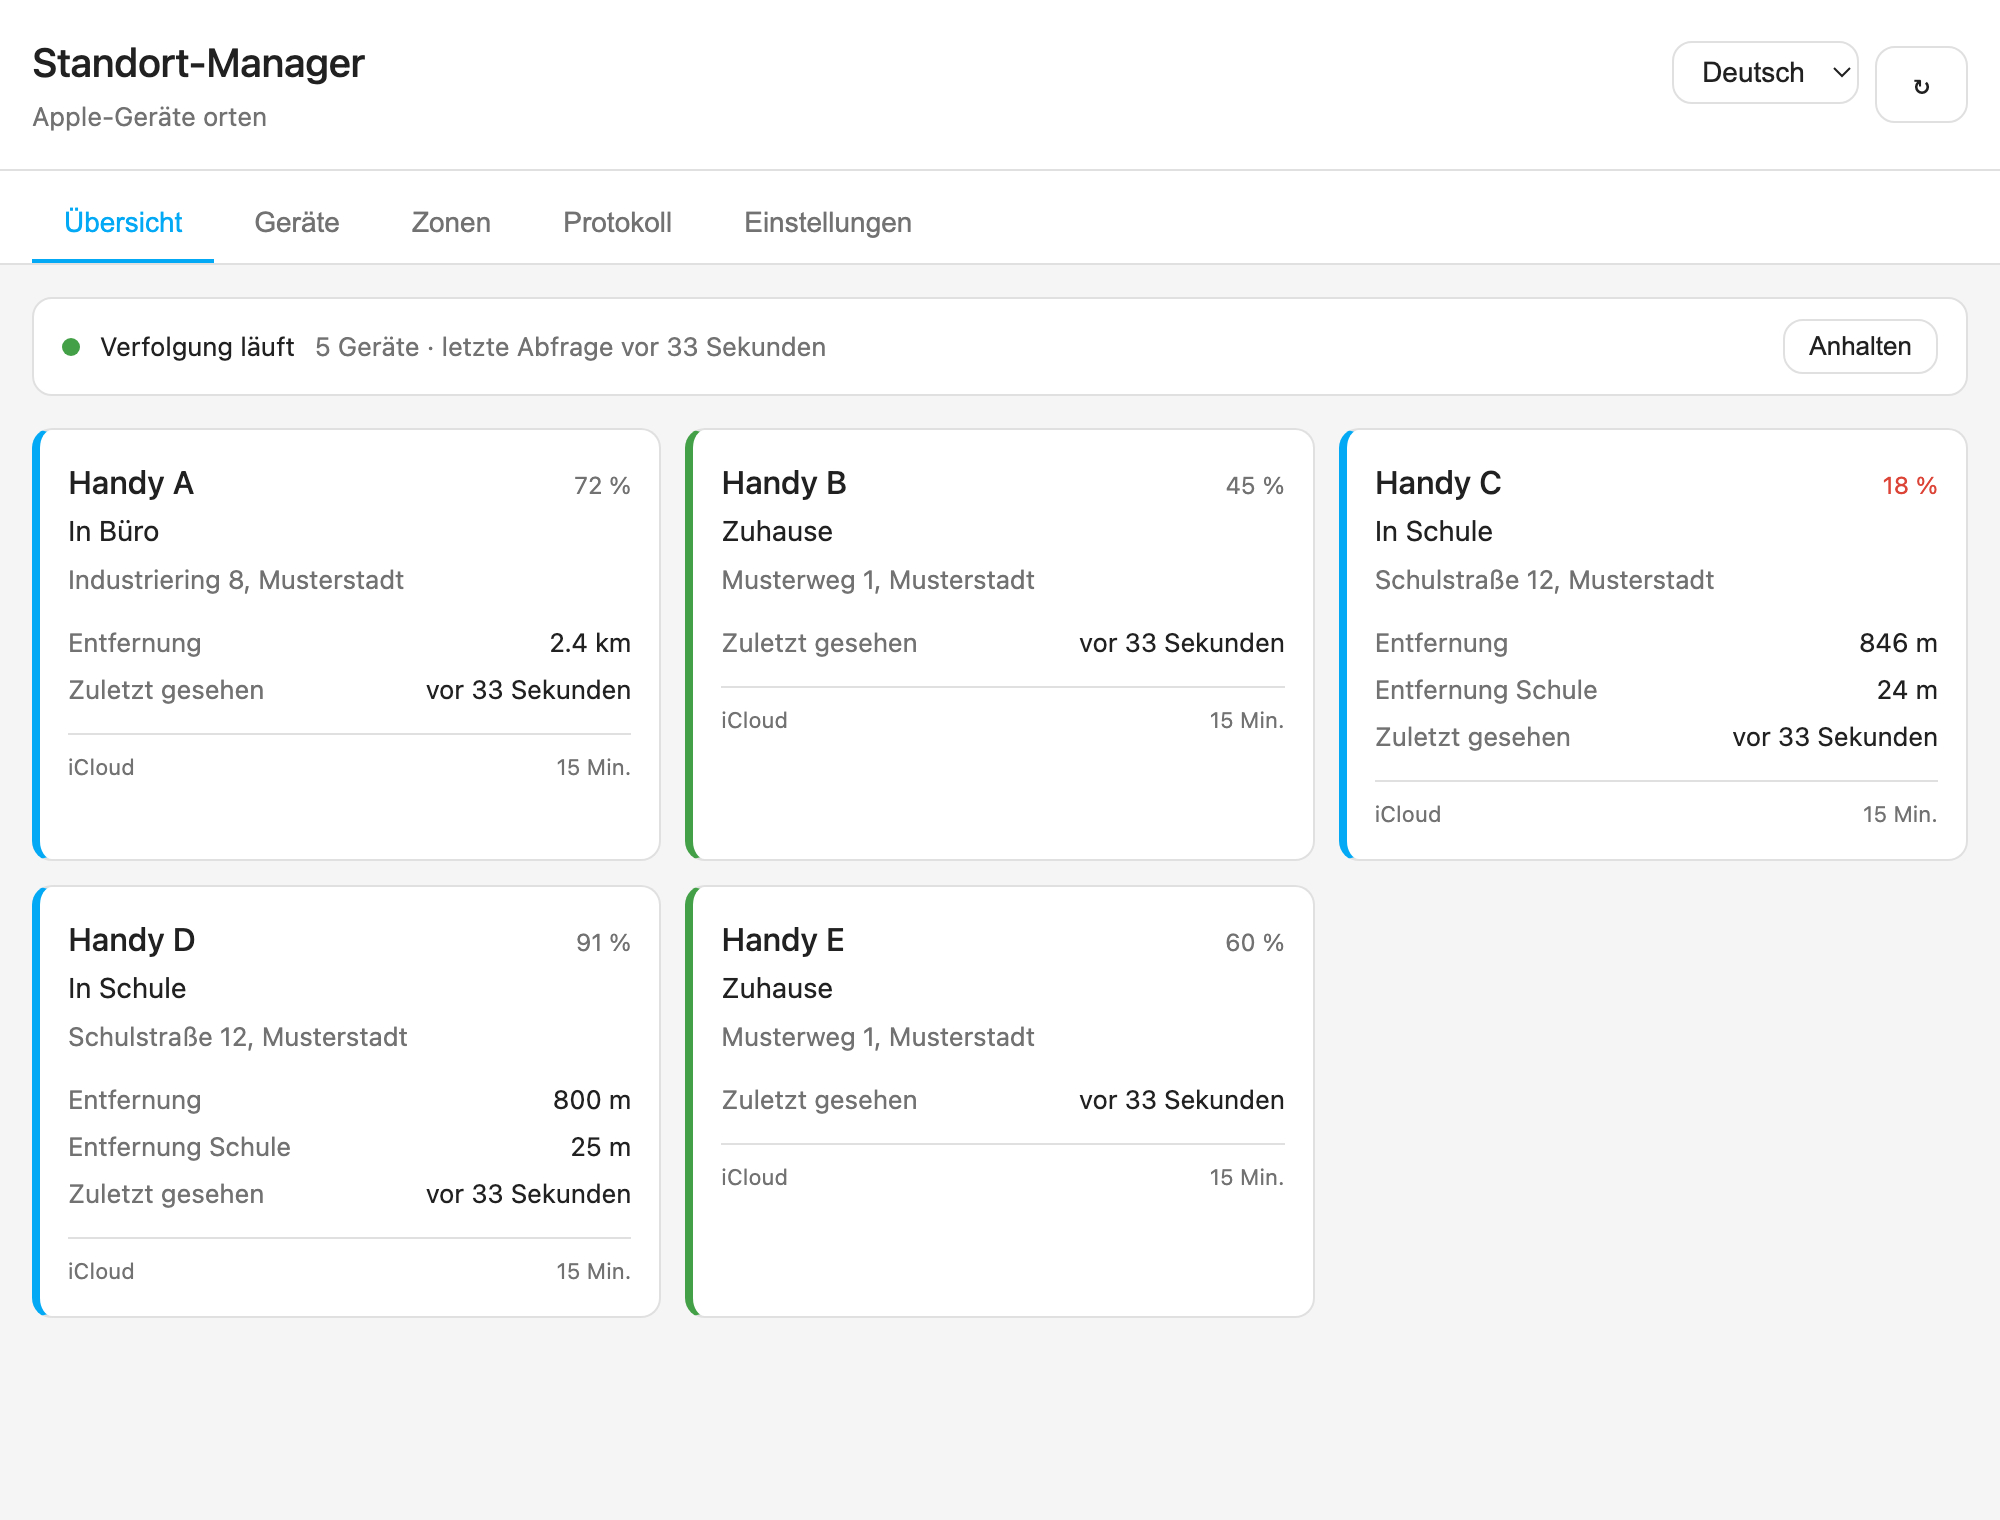 Standort-Manager
Apple-Geräte orten
Deutsch
↻
Übersicht
Geräte
Zonen
Protokoll
Einstellungen
Verfolgung läuft 5 Geräte · letzte Abfrage vor 33 Sekunden
Anhalten
Handy A 72 %
In Büro
Industriering 8, Musterstadt
Entfernung 2.4 km
Zuletzt gesehen vor 33 Sekunden
iCloud 15 Min.
Handy B 45 %
Zuhause
Musterweg 1, Musterstadt
Zuletzt gesehen vor 33 Sekunden
iCloud 15 Min.
Handy C 18 %
In Schule
Schulstraße 12, Musterstadt
Entfernung 846 m
Entfernung Schule 24 m
Zuletzt gesehen vor 33 Sekunden
iCloud 15 Min.
Handy D 91 %
In Schule
Schulstraße 12, Musterstadt
Entfernung 800 m
Entfernung Schule 25 m
Zuletzt gesehen vor 33 Sekunden
iCloud 15 Min.
Handy E 60 %
Zuhause
Musterweg 1, Musterstadt
Zuletzt gesehen vor 33 Sekunden
iCloud 15 Min.